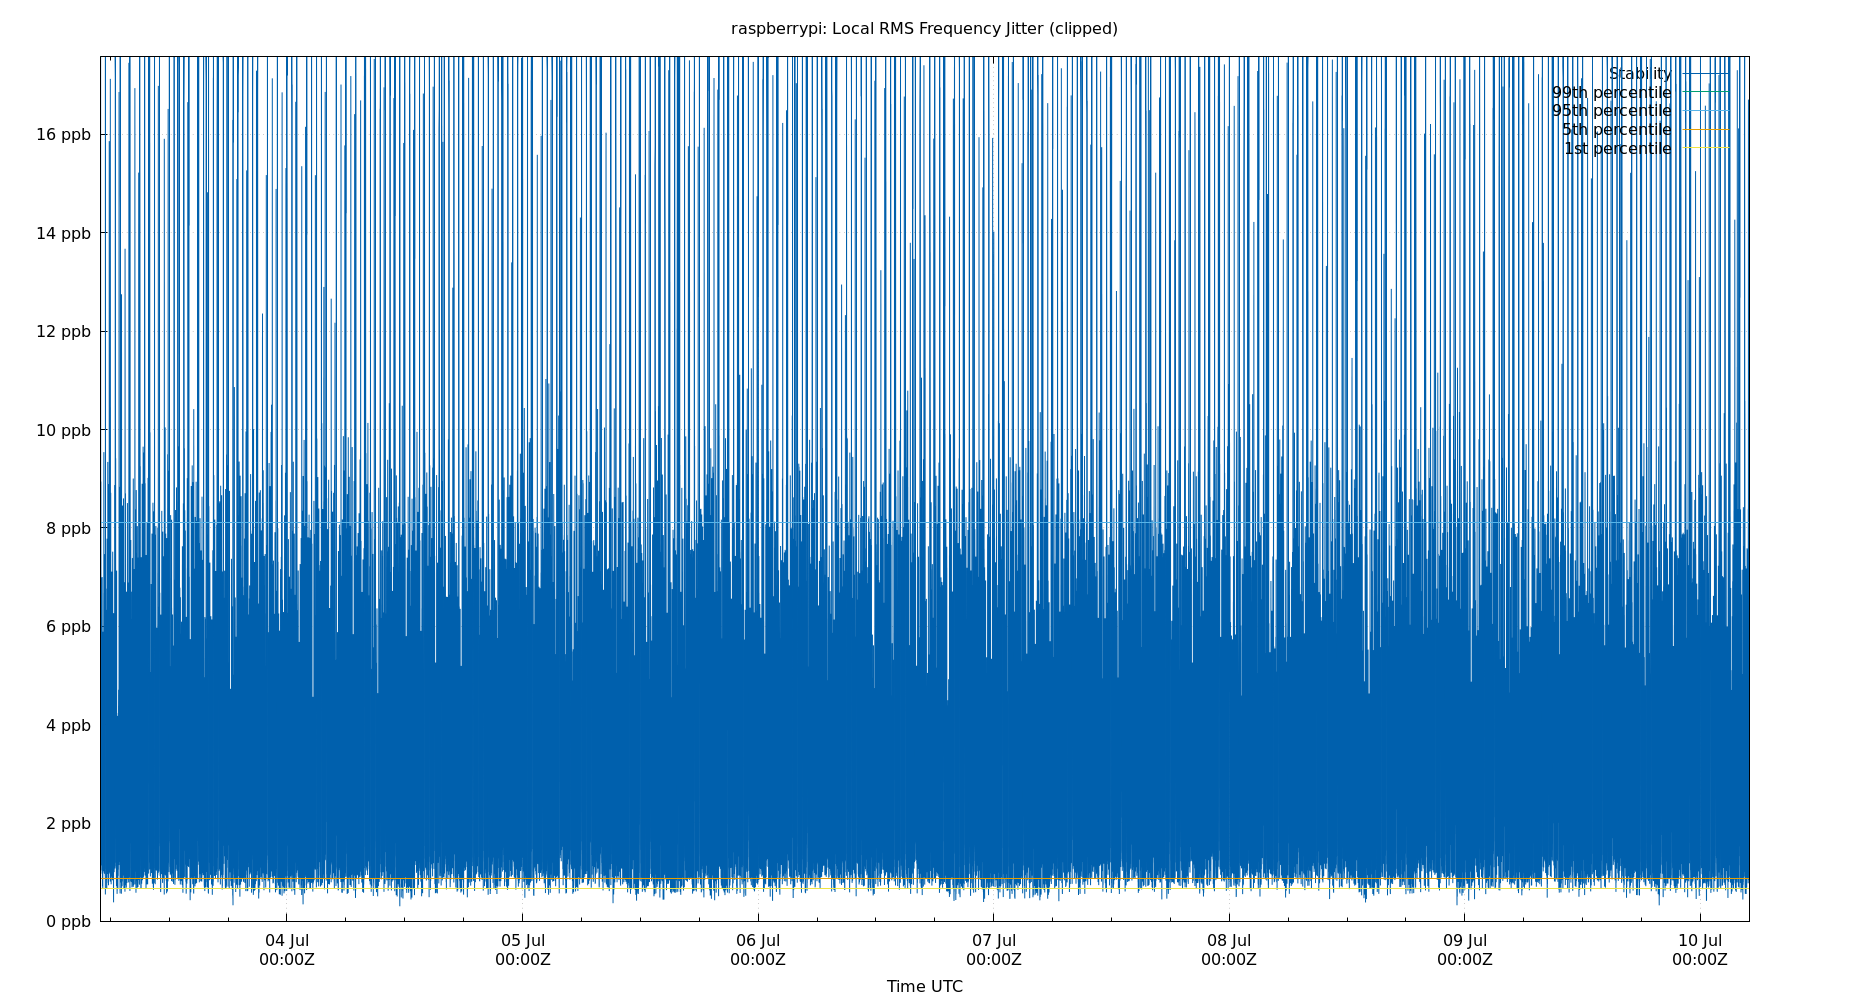 raspberrypi: Local RMS Frequency Jitter (clipped)
Stability
99th percentile
95th percentile
5th percentile
1st percentile
16 ppb
14 ppb
12 ppb
10 ppb
8 ppb
6 ppb
4 ppb
2 ppb
0 ppb
04 Jul 05 Jul 06 Jul 07 Jul 08 Jul 09 Jul 10 Jul
00:00Z 00:00Z 00:00Z 00:00Z 00:00Z 00:00Z 00:00Z
Time UTC